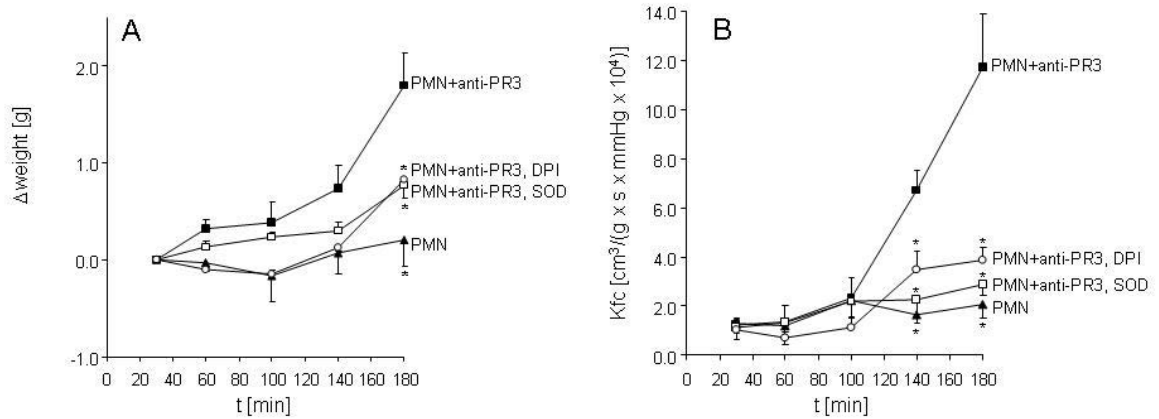 A
Δweight [g]
2.0
1.0
0.0
-1.0
PMN+anti-PR3
*
PMN+anti-PR3, DPI
PMN+anti-PR3, SOD
*
PMN
*
0 20 40 60 80 100 120 140 160 180
t [min]
B
Kfc [cm³/(g x s x mmHg x 10⁴)]
14.0
12.0
10.0
8.0
6.0
4.0
2.0
0.0
PMN+anti-PR3
* *
PMN+anti-PR3, DPI
* *
PMN+anti-PR3, SOD
PMN
* *
0 20 40 60 80 100 120 140 160 180
t [min]